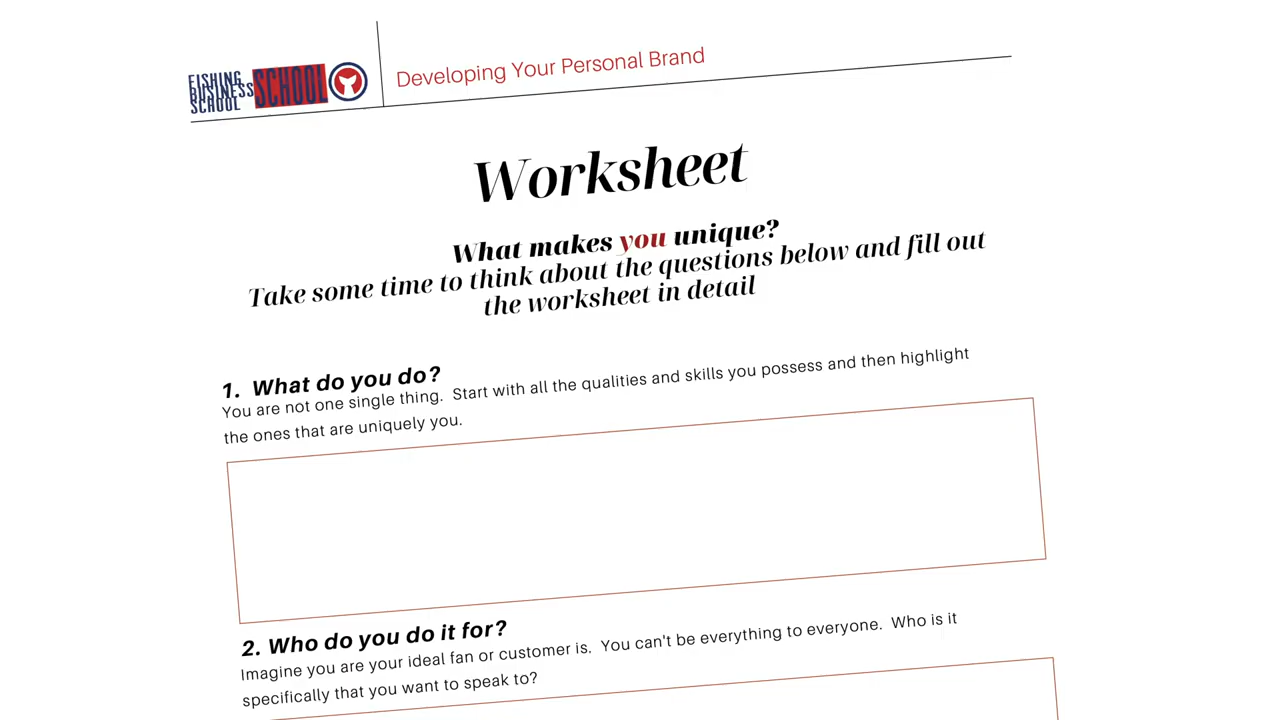 FISHING
BUSINESS
SCHOOL
SCHOOL
Developing Your Personal Brand
Worksheet
What makes you unique?
Take some time to think about the questions below and fill out
the worksheet in detail
1. What do you do?
You are not one single thing. Start with all the qualities and skills you possess and then highlight
the ones that are uniquely you.
2. Who do you do it for?
Imagine you are your ideal fan or customer is. You can't be everything to everyone. Who is it
specifically that you want to speak to?